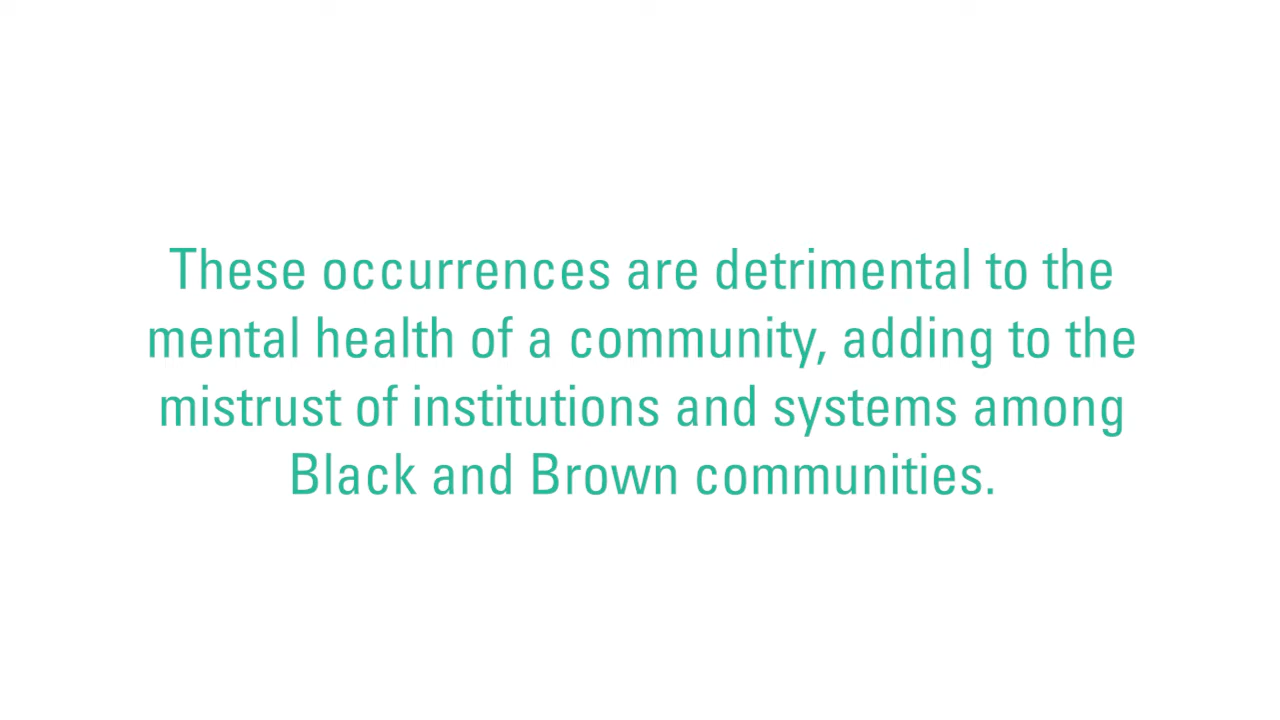 These occurrences are detrimental to the
mental health of a community, adding to the
mistrust of institutions and systems among
Black and Brown communities.